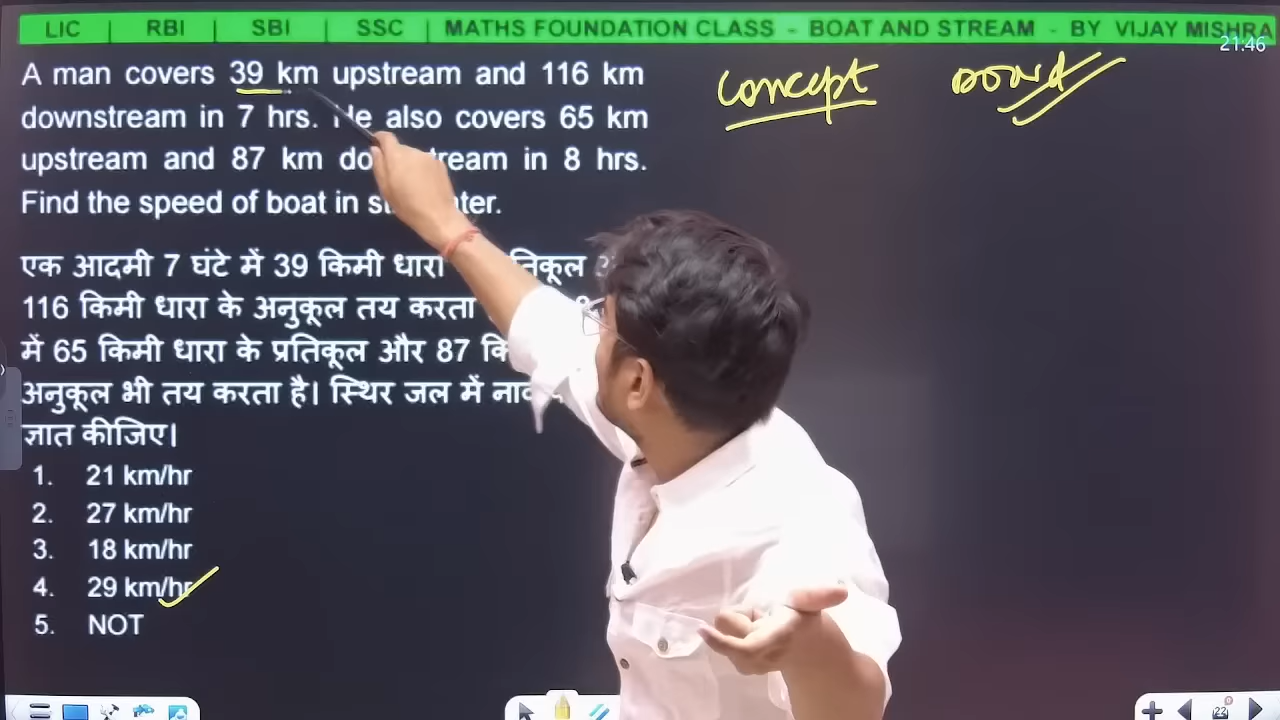 LIC | RBI | SBI | SSC | MATHS FOUNDATION CLASS - BOAT AND STREAM - BY VIJAY MISHRA
21:46
A man covers 39 km upstream and 116 km
concept
downstream in 7 hrs. He also covers 65 km
upstream and 87 km in 8 hrs.
Find the speed of boat in
एक आदमी 7 घंटे में 39 किमी धारा
116 किमी धारा के अनुकूल तय करता
में 65 किमी धारा के प्रतिकूल और 87
अनुकूल भी तय करता है। स्थिर जल में
ज्ञात कीजिए।
1. 21 km/hr
2. 27 km/hr
3. 18 km/hr
4. 29 km/hr
5. NOT
22